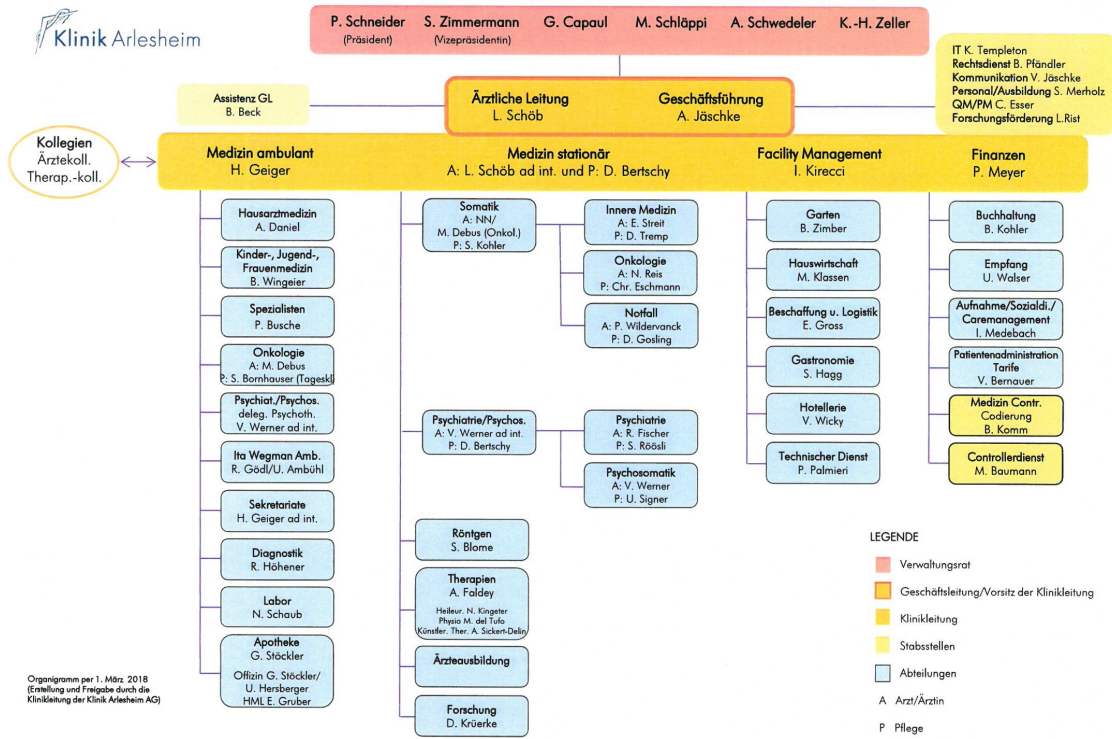 Klinik Arlesheim
P. Schneider
(Präsident)
S. Zimmermann
(Vizepräsidentin)
G. Capaul
M. Schläppi
A. Schwedeler
K.-H. Zeller
IT K. Templeton
Rechtsdienst B. Pfändler
Kommunikation V. Jäschke
Personal/Ausbildung S. Merholz
QM/PM C. Esser
Forschungsförderung L.Rist
Assistenz GL
B. Beck
Ärztliche Leitung
L. Schöb
Geschäftsführung
A. Jäschke
Kollegien
Ärztekoll.
Therap.-koll.
Medizin ambulant
H. Geiger
Medizin stationär
A: L. Schöb ad int. und P: D. Bertschy
Facility Management
I. Kirecci
Finanzen
P. Meyer
Hausarztmedizin
A. Daniel
Kinder-, Jugend-,
Frauenmedizin
B. Wingeier
Spezialisten
P. Busche
Onkologie
A: M. Debus
P: S. Bornhauser (Tageskl)
Psychiat./Psychos.
deleg. Psychoth.
V. Werner ad int.
Ita Wegman Amb.
R. Gödl/U. Ambühl
Sekretariate
H. Geiger ad int.
Diagnostik
R. Höhener
Labor
N. Schaub
Apotheke
G. Stöckler
Offizin G. Stöckler/
U. Hersberger
HML E. Gruber
Somatik
A: NN/
M. Debus (Onkol.)
P: S. Kohler
Innere Medizin
A: E. Streit
P: D. Tremp
Onkologie
A: N. Reis
P: Chr. Eschmann
Notfall
A: P. Wildervanck
P: D. Gosling
Psychiatrie/Psychos.
A: V. Werner ad int.
P: D. Bertschy
Psychiatrie
A: R. Fischer
P: S. Röösli
Psychosomatik
A: V. Werner
P: U. Signer
Röntgen
S. Blome
Therapien
A. Faldey
Heileur. N. Kingeter
Physio M. del Tufo
Künstler. Ther. A. Sickert-Delin
Ärzteausbildung
Forschung
D. Krüerke
Garten
B. Zimber
Hauswirtschaft
M. Klassen
Beschaffung u. Logistik
E. Gross
Gastronomie
S. Hagg
Hotellerie
V. Wicky
Technischer Dienst
P. Palmieri
Buchhaltung
B. Kohler
Empfang
U. Walser
Aufnahme/Sozialdi./
Caremanagement
I. Medebach
Patientenadministration
Tarife
V. Bernauer
Medizin Contr.
Codierung
B. Komm
Controllerdienst
M. Baumann
LEGENDE
Verwaltungsrat
Geschäftsleitung/Vorsitz der Klinikleitung
Klinikleitung
Stabsstellen
Abteilungen
A Arzt/Ärztin
P Pflege
Organigramm per 1. März 2018
(Erstellung und Freigabe durch die
Klinikleitung der Klinik Arlesheim AG)